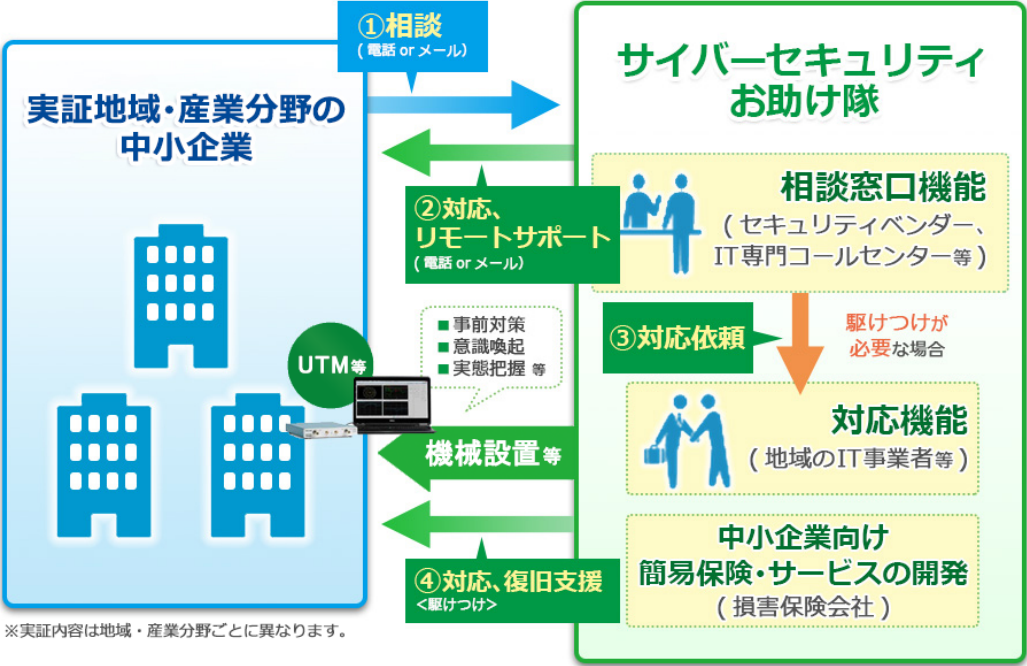 ①相談
(電話 or メール)
実証地域・産業分野の
中小企業
サイバーセキュリティ
お助け隊
相談窓口機能
(セキュリティベンダー、
IT専門コールセンター等)
②対応、
リモートサポート
(電話 or メール)
③対応依頼
駆けつけが
必要な場合
■事前対策
■意識喚起
■実態把握 等
UTM等
機械設置等
対応機能
(地域のIT事業者等)
④対応、復旧支援
<駆けつけ>
中小企業向け
簡易保険・サービスの開発
(損害保険会社)
※実証内容は地域・産業分野ごとに異なります。